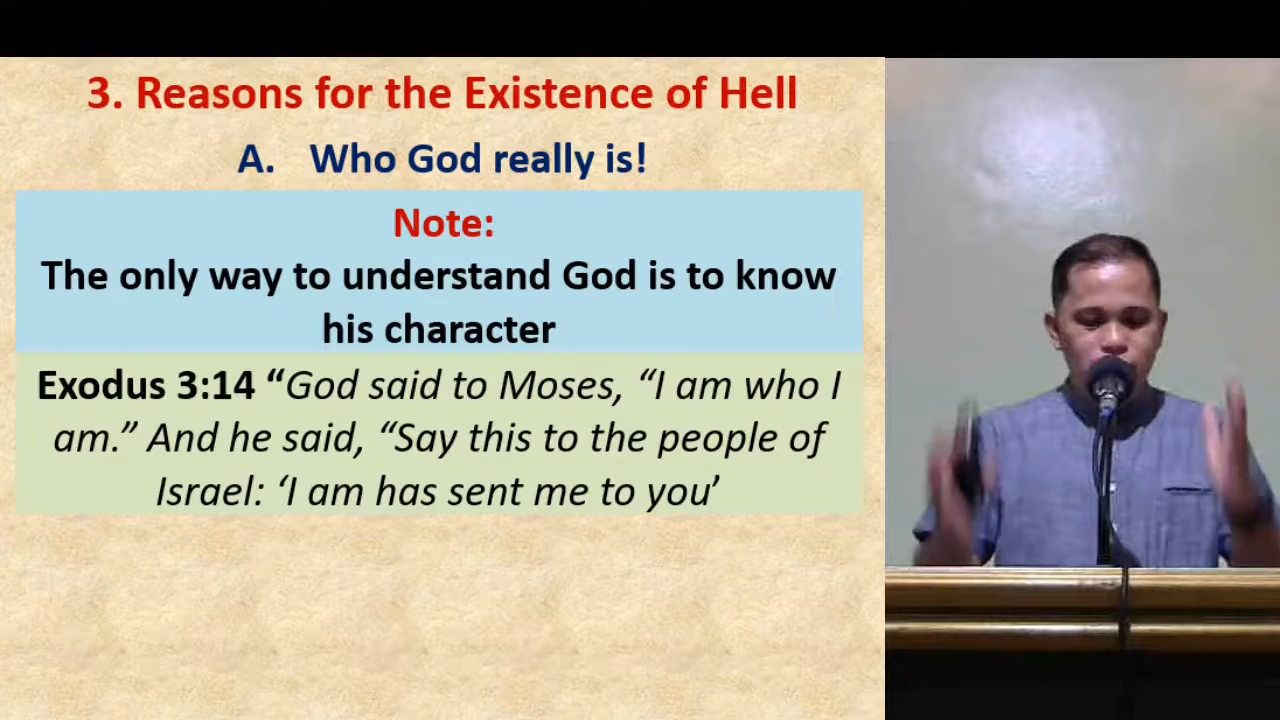 3. Reasons for the Existence of Hell
A. Who God really is!
Note:
The only way to understand God is to know
his character
Exodus 3:14 “God said to Moses, “I am who I
am.” And he said, “Say this to the people of
Israel: ‘I am has sent me to you’